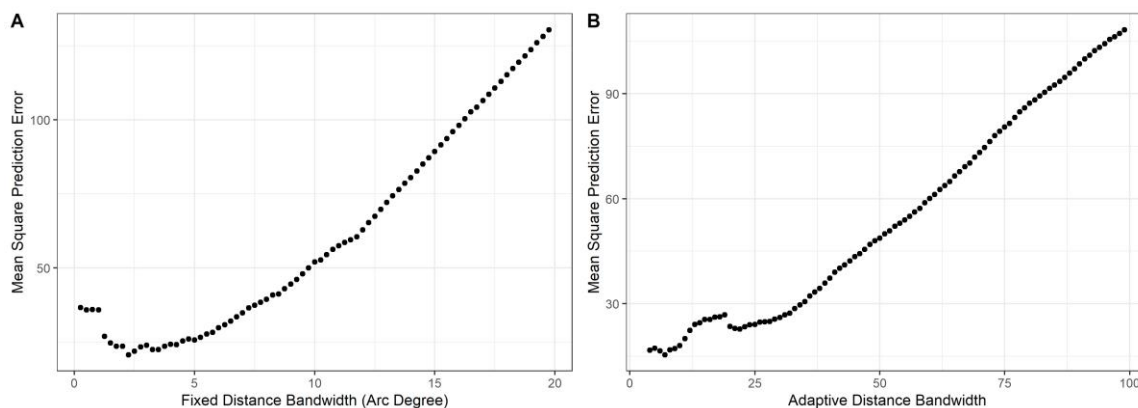 A
Mean Square Prediction Error
100
50
0
5
10
15
20
Fixed Distance Bandwidth (Arc Degree)
B
Mean Square Prediction Error
90
60
30
0
25
50
75
100
Adaptive Distance Bandwidth